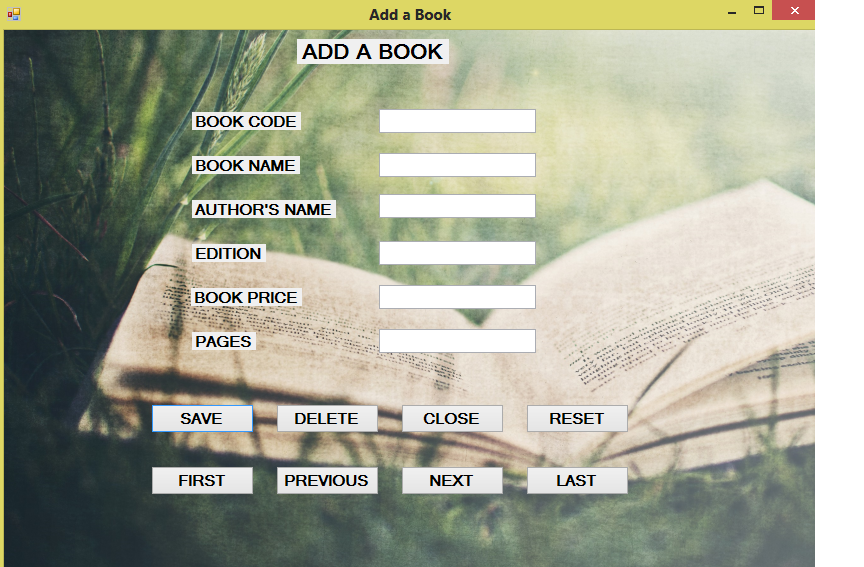 Add a Book
ADD A BOOK
BOOK CODE
BOOK NAME
AUTHOR'S NAME
EDITION
BOOK PRICE
PAGES
SAVE DELETE CLOSE RESET
FIRST PREVIOUS NEXT LAST